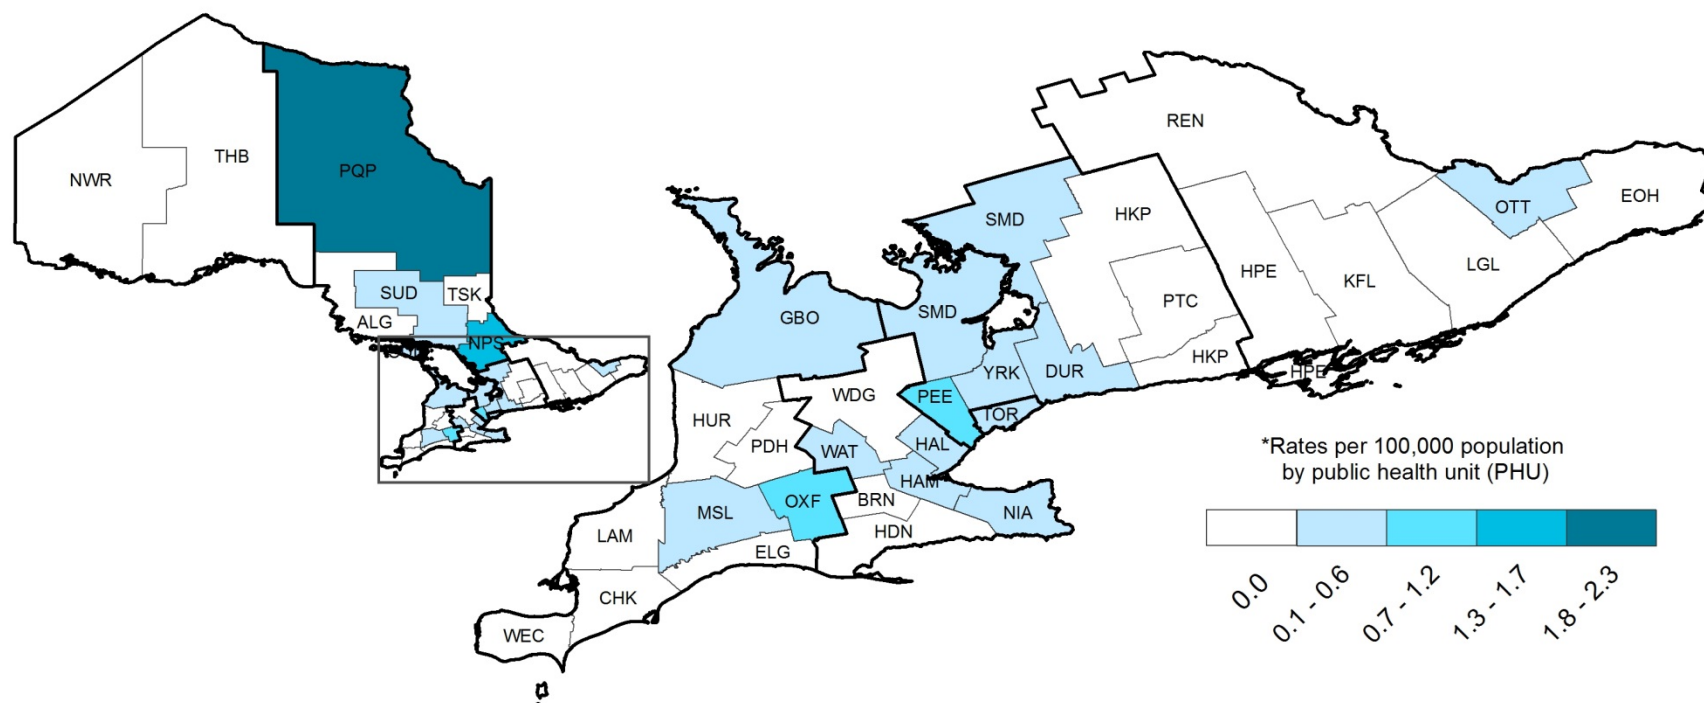 REN
THB
PQP
NWR
OTT
EOH
SMD
HKP
HPE
LGL
KFL
SUD
TSK
PTC
GBO
SMD
ALG
NPS
HKP
HPE
YRK
DUR
WDG
PEE
TOR
HUR
PDH
WAT
HAL
*Rates per 100,000 population
by public health unit (PHU)
HAM
OXF
BRN
MSL
NIA
LAM
HDN
ELG
CHK
WEC
0.0
0.1 - 0.6
0.7 - 1.2
1.3 - 1.7
1.8 - 2.3